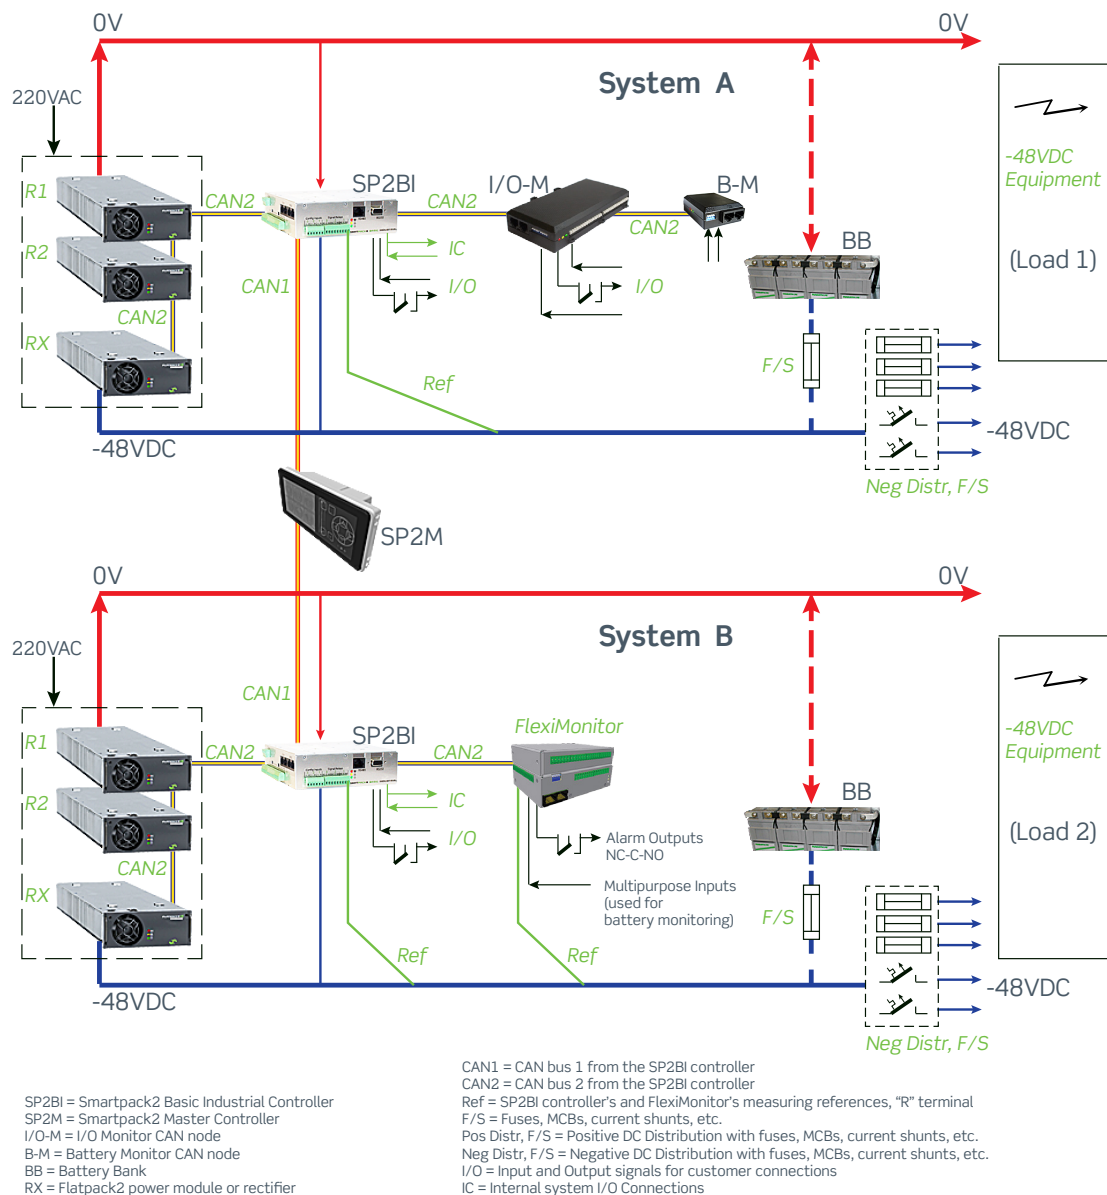 0V
0V
System A
220VAC
R1
CAN2
SP2BI
CAN2
I/O-M
B-M
CAN2
-48VDC
Equipment
R2
IC
BB
(Load 1)
CAN1
I/O
I/O
CAN2
RX
F/S
Ref
-48VDC
-48VDC
Neg Distr, F/S
SP2M
0V
0V
System B
220VAC
CAN1
FlexiMonitor
R1
CAN2
SP2BI
CAN2
-48VDC
Equipment
R2
IC
BB
(Load 2)
I/O
Alarm Outputs
NC-C-NO
CAN2
RX
Multipurpose Inputs
(used for
battery monitoring)
F/S
Ref
Ref
-48VDC
-48VDC
Neg Distr, F/S
SP2BI = Smartpack2 Basic Industrial Controller
SP2M = Smartpack2 Master Controller
I/O-M = I/O Monitor CAN node
B-M = Battery Monitor CAN node
BB = Battery Bank
RX = Flatpack2 power module or rectifier
CAN1 = CAN bus 1 from the SP2BI controller
CAN2 = CAN bus 2 from the SP2BI controller
Ref = SP2BI controller's and FlexiMonitor's measuring references, “R” terminal
F/S = Fuses, MCBs, current shunts, etc.
Pos Distr, F/S = Positive DC Distribution with fuses, MCBs, current shunts, etc.
Neg Distr, F/S = Negative DC Distribution with fuses, MCBs, current shunts, etc.
I/O = Input and Output signals for customer connections
IC = Internal system I/O Connections